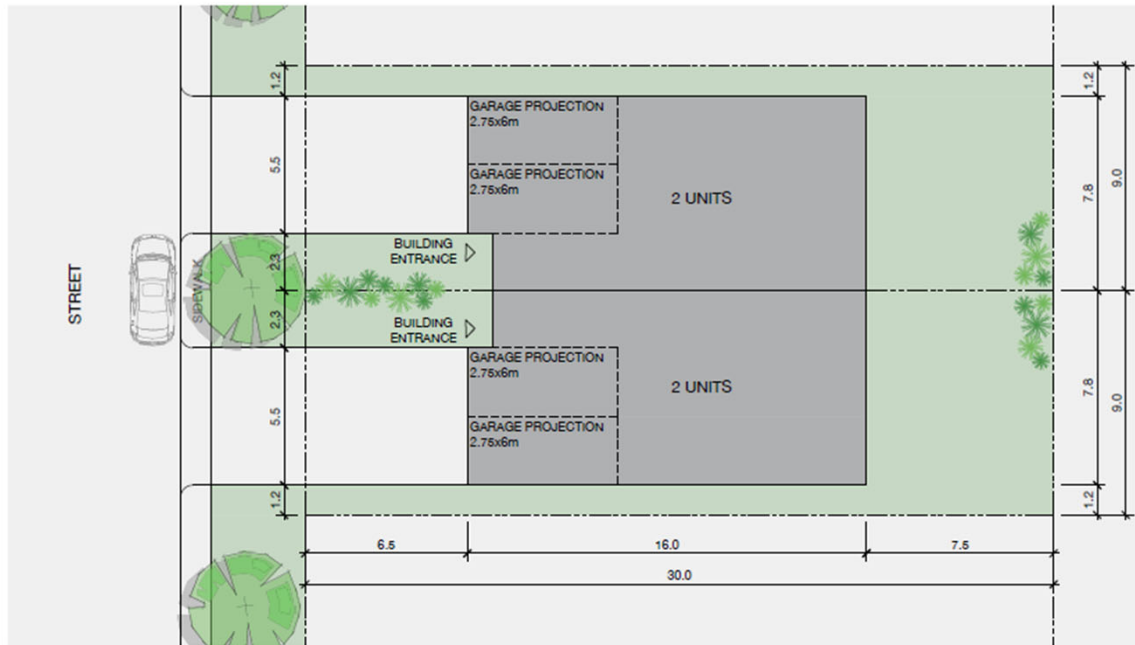 1.2
1.2
GARAGE PROJECTION
2.75x6m
5.5
GARAGE PROJECTION
2.75x6m
2 UNITS
7.8
9.0
STREET
SIDEWALK
2.3
BUILDING
ENTRANCE
2.3
BUILDING
ENTRANCE
GARAGE PROJECTION
2.75x6m
2 UNITS
7.8
9.0
5.5
GARAGE PROJECTION
2.75x6m
1.2
1.2
6.5
16.0
7.5
30.0